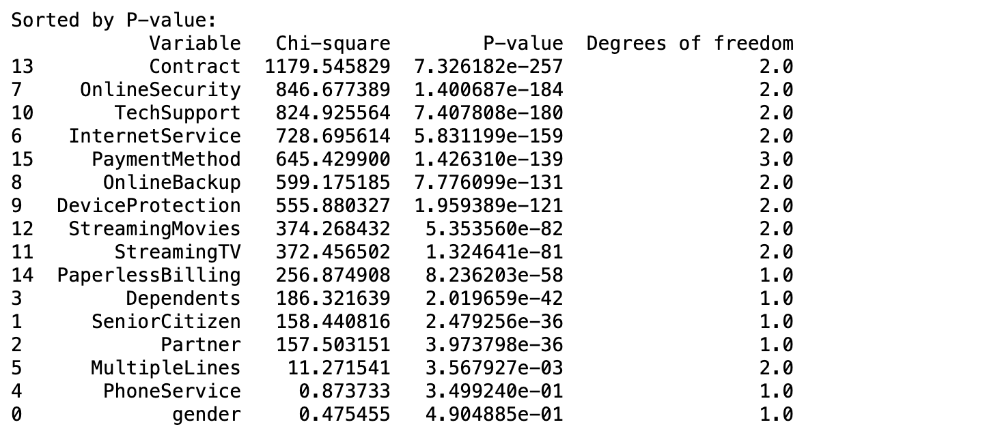 Sorted by P-value:
Variable Chi-square P-value Degrees of freedom
13 Contract 1179.545829 7.326182e-257 2.0
7 OnlineSecurity 846.677389 1.400687e-184 2.0
10 TechSupport 824.925564 7.407808e-180 2.0
6 InternetService 728.695614 5.831199e-159 2.0
15 PaymentMethod 645.429900 1.426310e-139 3.0
8 OnlineBackup 599.175185 7.776099e-131 2.0
9 DeviceProtection 555.880327 1.959389e-121 2.0
12 StreamingMovies 374.268432 5.353560e-82 2.0
11 StreamingTV 372.456502 1.324641e-81 2.0
14 PaperlessBilling 256.874908 8.236203e-58 1.0
3 Dependents 186.321639 2.019659e-42 1.0
1 SeniorCitizen 158.440816 2.479256e-36 1.0
2 Partner 157.503151 3.973798e-36 1.0
5 MultipleLines 11.271541 3.567927e-03 2.0
4 PhoneService 0.873733 3.499240e-01 1.0
0 gender 0.475455 4.904885e-01 1.0